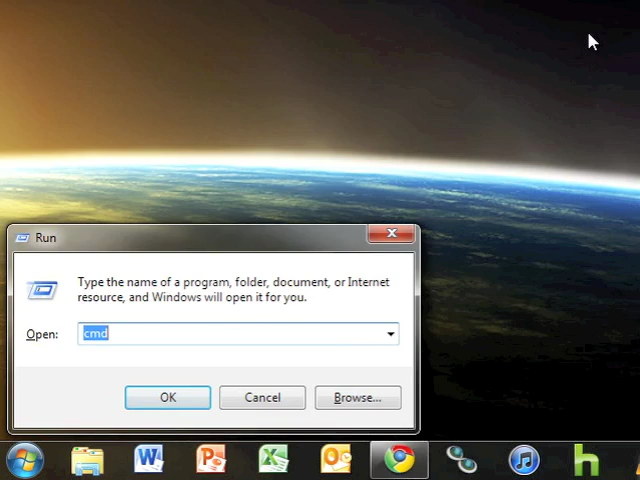 Run
Type the name of a program, folder, document, or Internet
resource, and Windows will open it for you.
Open: cmd
OK Cancel Browse...
W P X O h